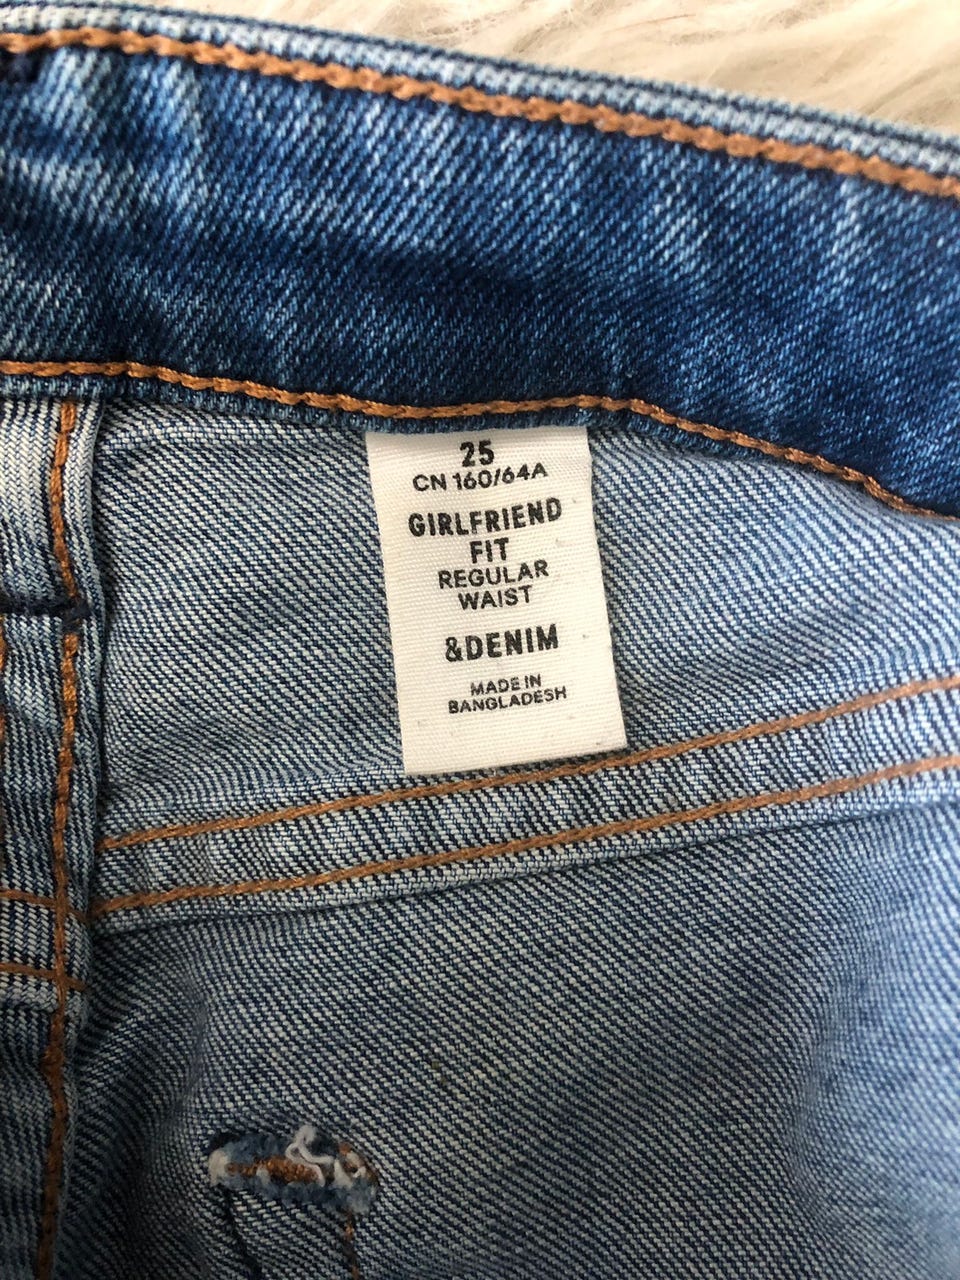 25
CN 160/64A
GIRLFRIEND
FIT
REGULAR
WAIST
&DENIM
MADE IN
BANGLADESH